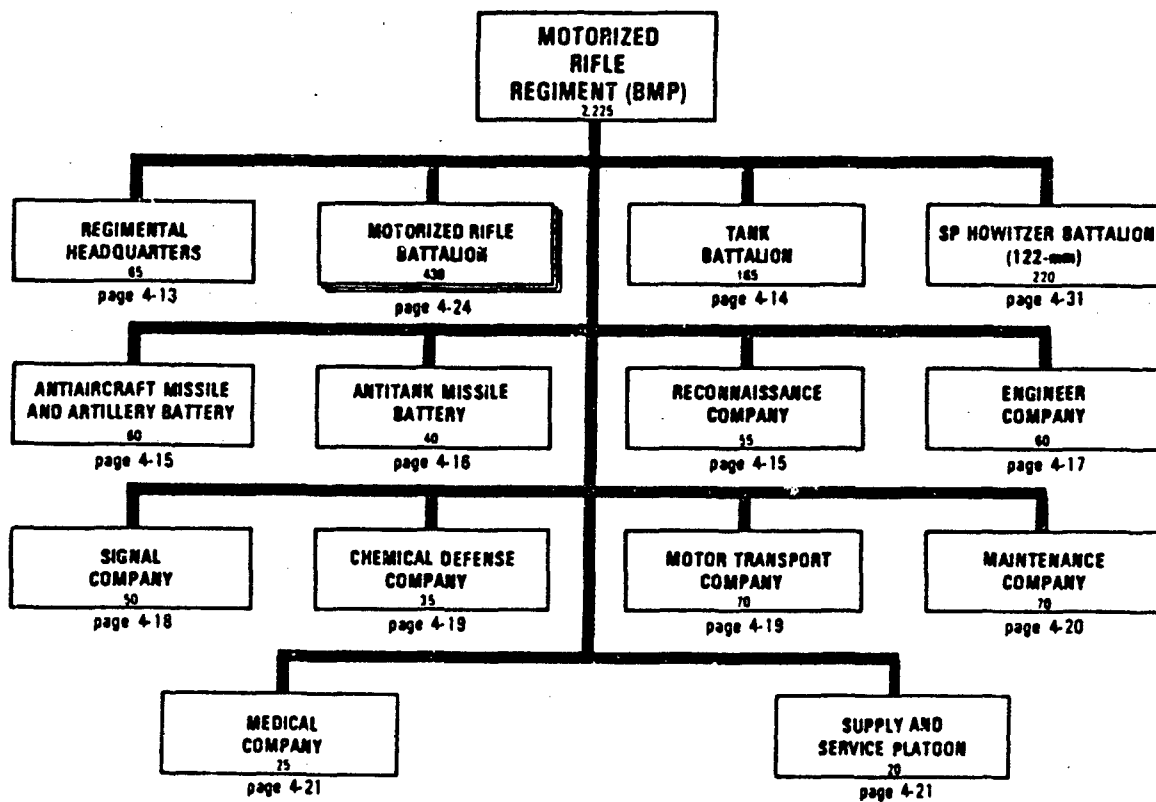 MOTORIZED
RIFLE
REGIMENT (BMP)
2,225
REGIMENTAL
HEADQUARTERS
65
page 4-13
MOTORIZED RIFLE
BATTALION
430
page 4-24
TANK
BATTALION
165
page 4-14
SP HOWITZER BATTALION
(122-mm)
220
page 4-31
ANTIAIRCRAFT MISSILE
AND ARTILLERY BATTERY
60
page 4-15
ANTITANK MISSILE
BATTERY
40
page 4-16
RECONNAISSANCE
COMPANY
55
page 4-15
ENGINEER
COMPANY
60
page 4-17
SIGNAL
COMPANY
50
page 4-18
CHEMICAL DEFENSE
COMPANY
35
page 4-19
MOTOR TRANSPORT
COMPANY
70
page 4-19
MAINTENANCE
COMPANY
70
page 4-20
MEDICAL
COMPANY
25
page 4-21
SUPPLY AND
SERVICE PLATOON
20
page 4-21